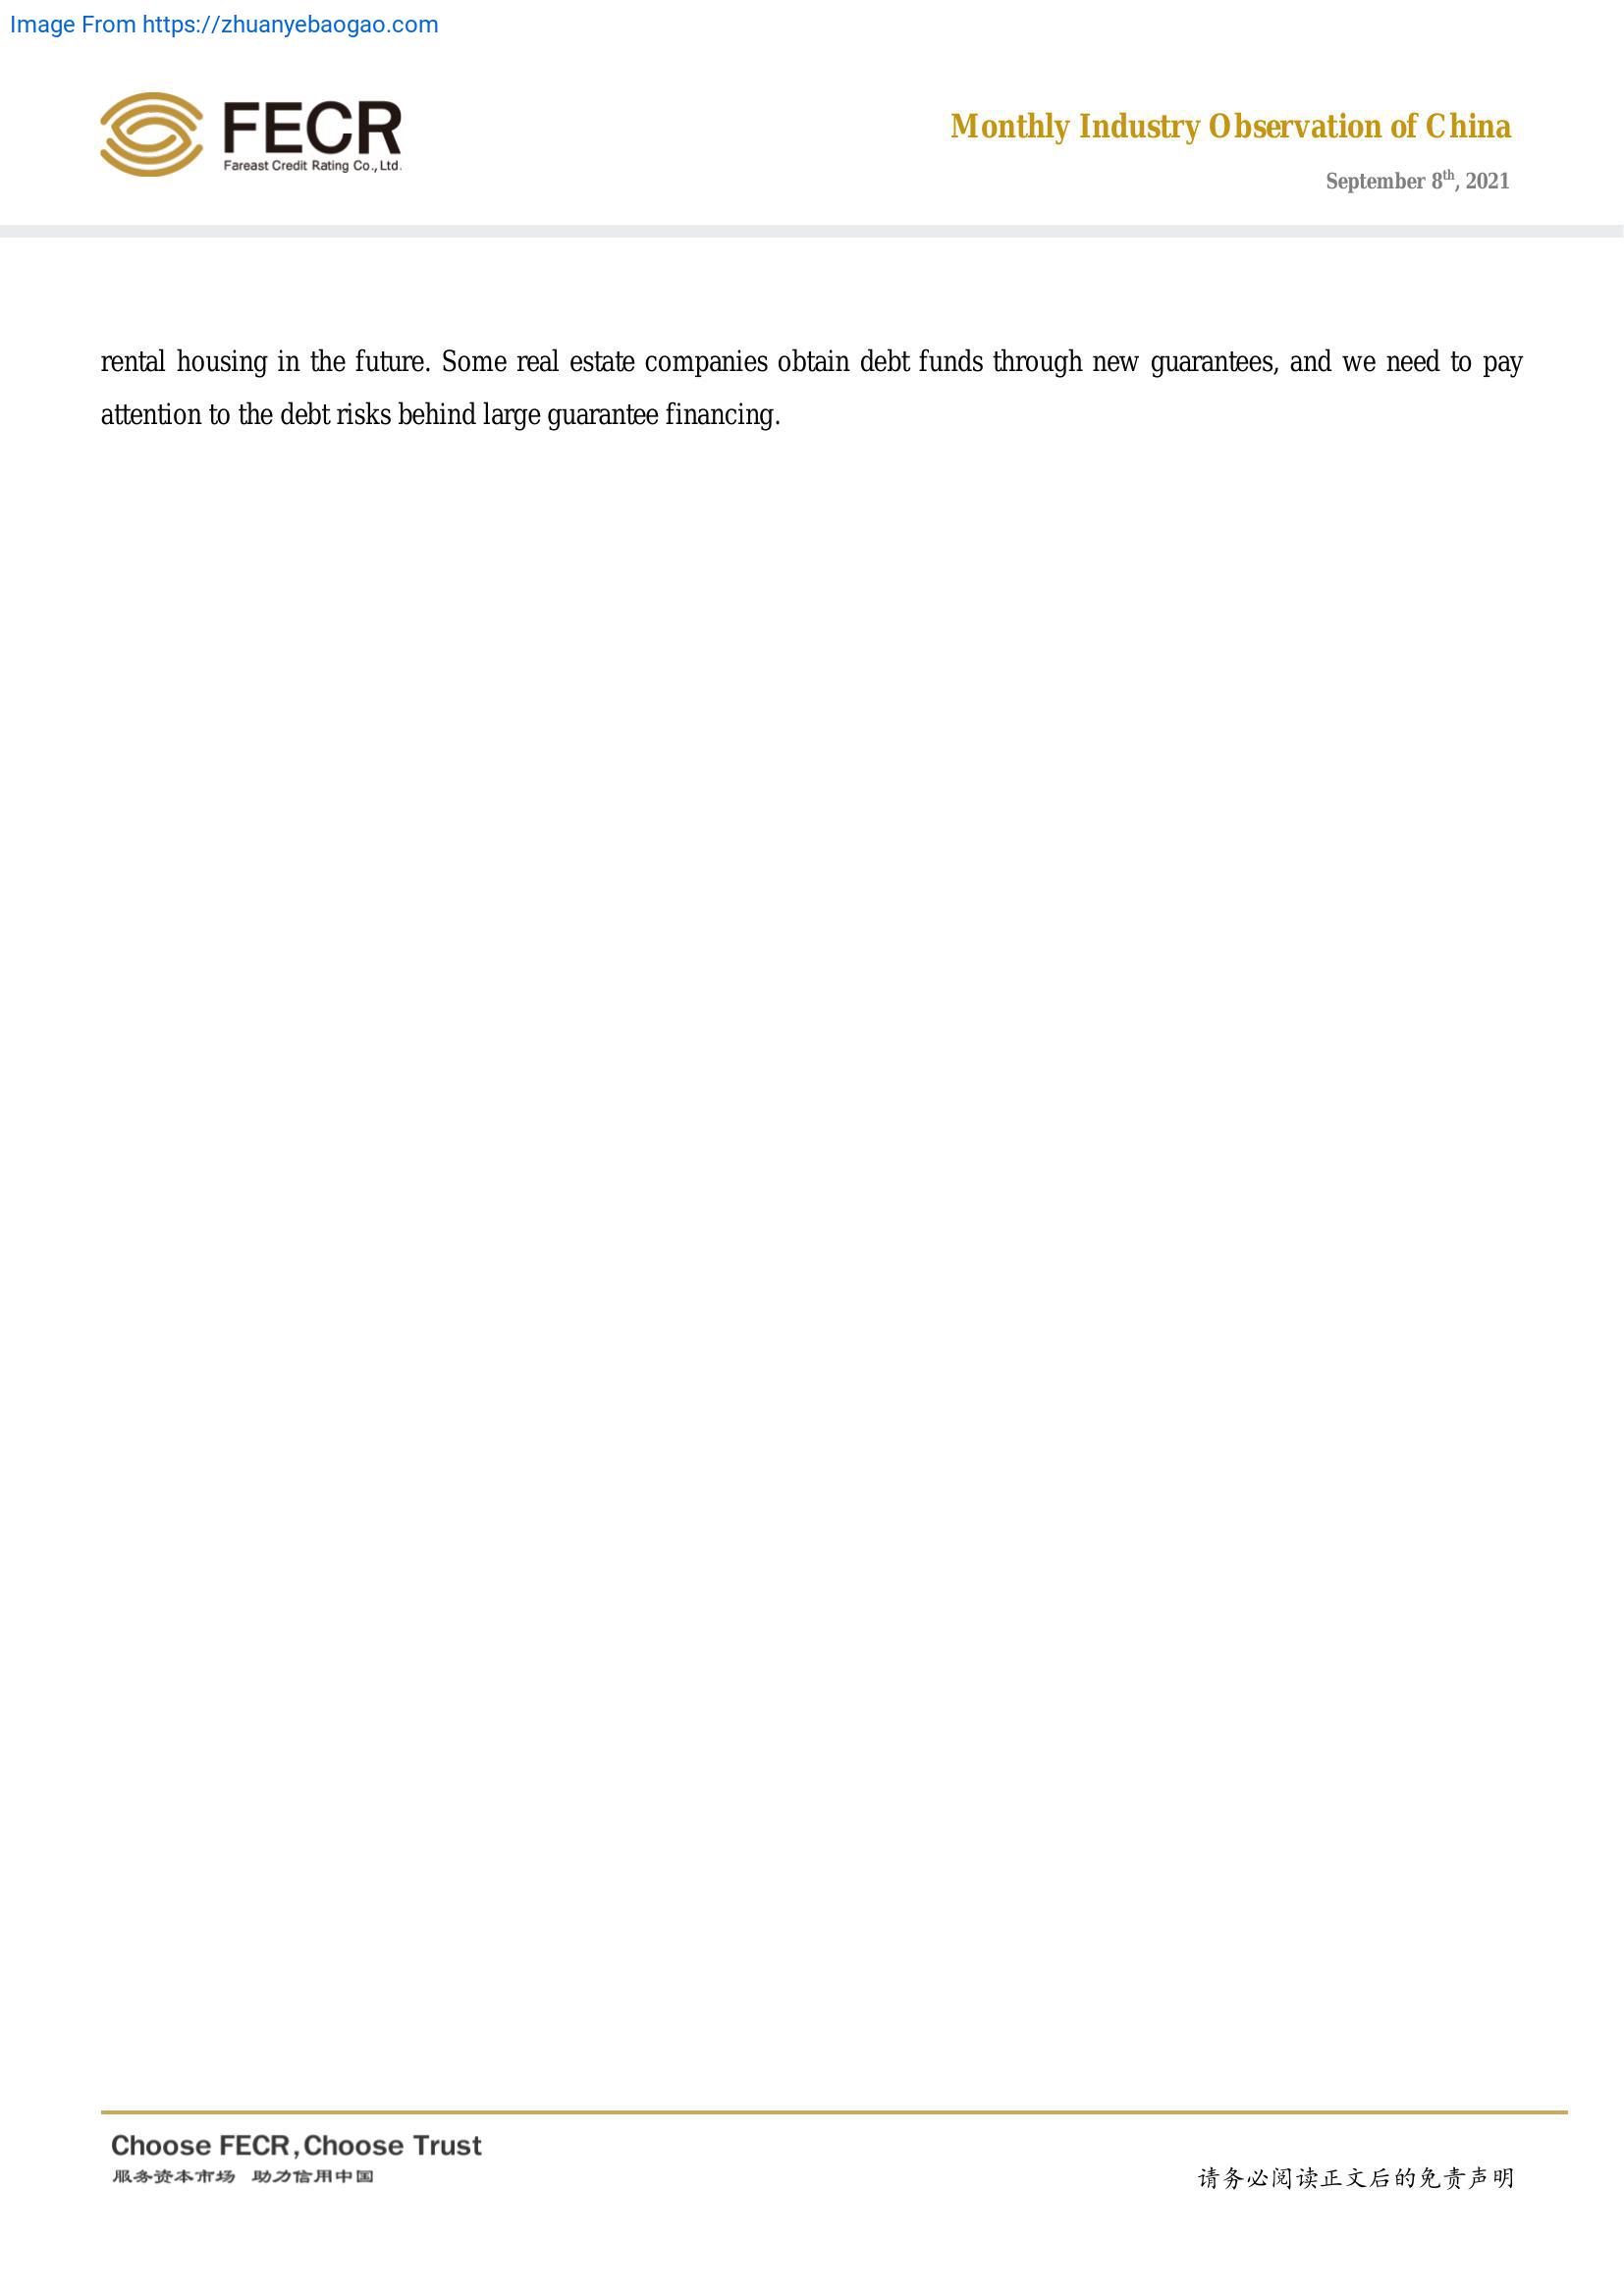 Image From https://zhuanyebaogao.com
FECR
Fareast Credit Rating Co., Ltd.
Monthly Industry Observation of China
September 8th, 2021
rental housing in the future. Some real estate companies obtain debt funds through new guarantees, and we need to pay
attention to the debt risks behind large guarantee financing.
Choose FECR, Choose Trust
服务资本市场 助力信用中国
请务必阅读正文后的免责声明